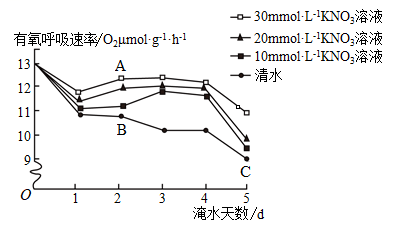 有氧呼吸速率/O₂μmol·g⁻¹·h⁻¹
30mmol·L⁻¹KNO₃溶液
20mmol·L⁻¹KNO₃溶液
10mmol·L⁻¹KNO₃溶液
清水
13
12
11
10
9
O
A
B
C
1 2 3 4 5
淹水天数/d